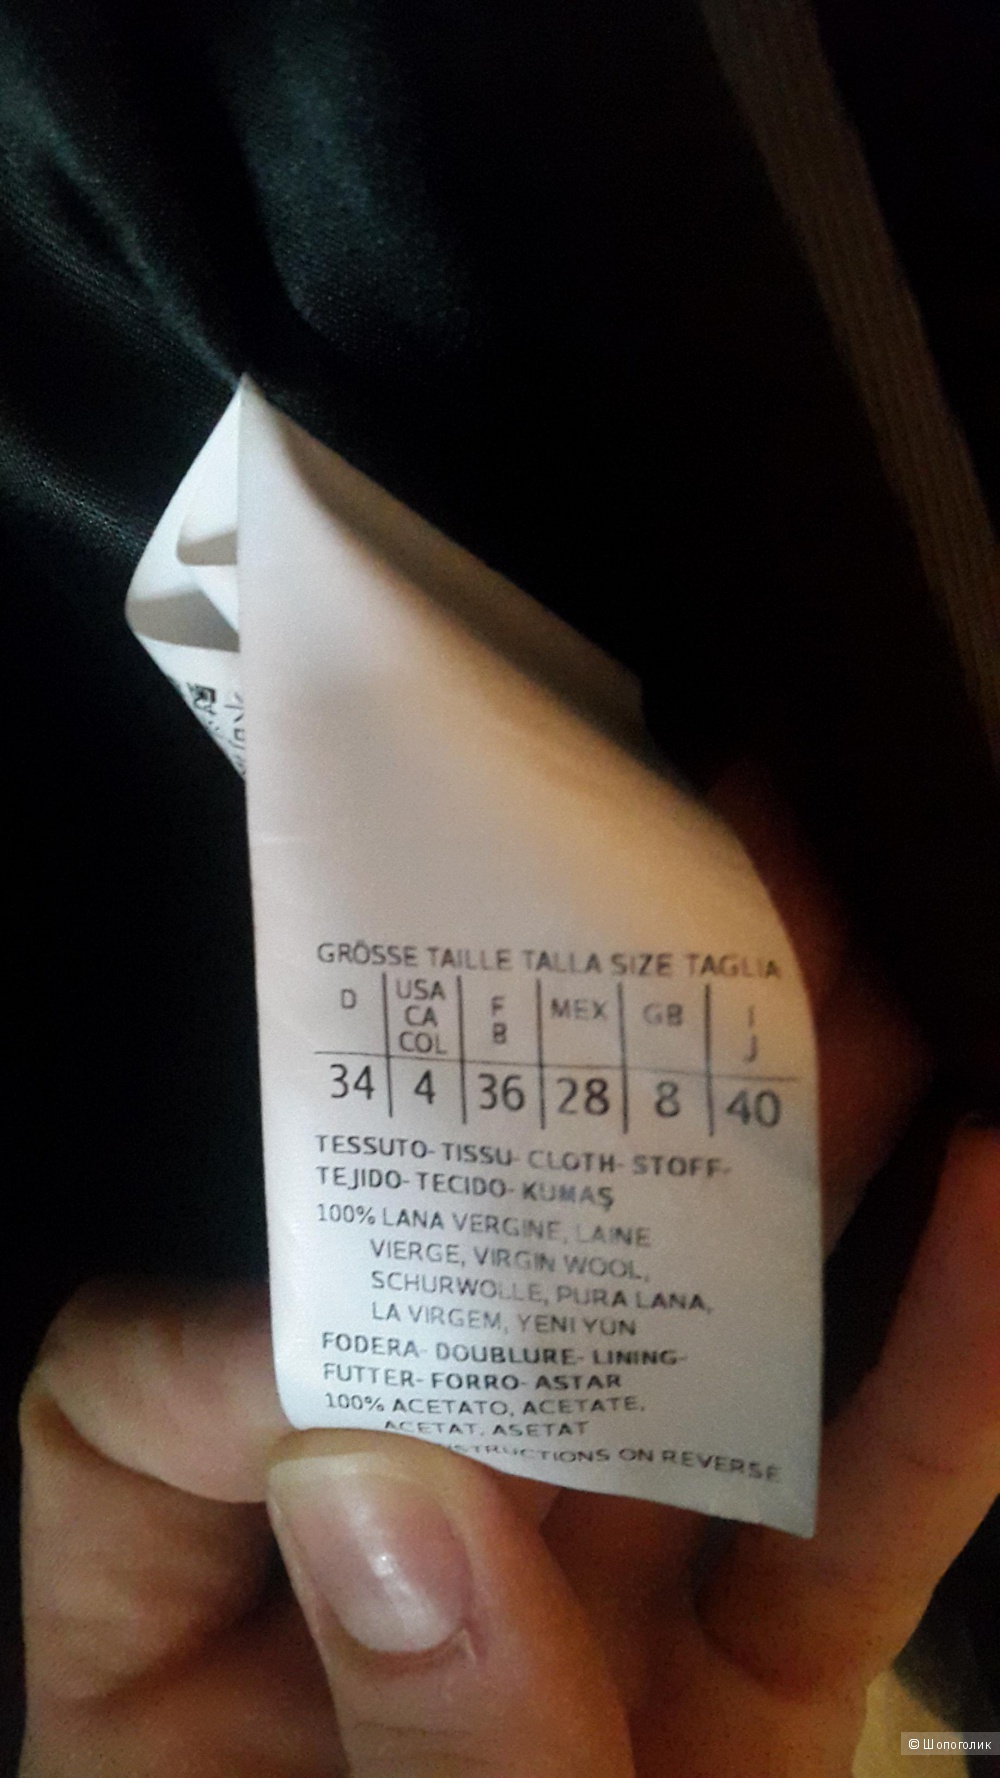 GRÖSSE TAILLE TALLA SIZE TAGLIA
D
USA
CA
COL
F
B
MEX
GB
I
J
34 4 36 28 8 40
TESSUTO- TISSU- CLOTH- STOFF-
TEJIDO- TECIDO- KUMAŞ
100% LANA VERGINE, LAINE
VIERGE, VIRGIN WOOL,
SCHURWOLLE, PURA LANA,
LA VIRGEM, YENI YÜN
FODERA- DOUBLURE- LINING-
FUTTER- FORRO- ASTAR
100% ACETATO, ACETATE,
ACETAT, ASETAT
ON REVERSE
© Шопоголик